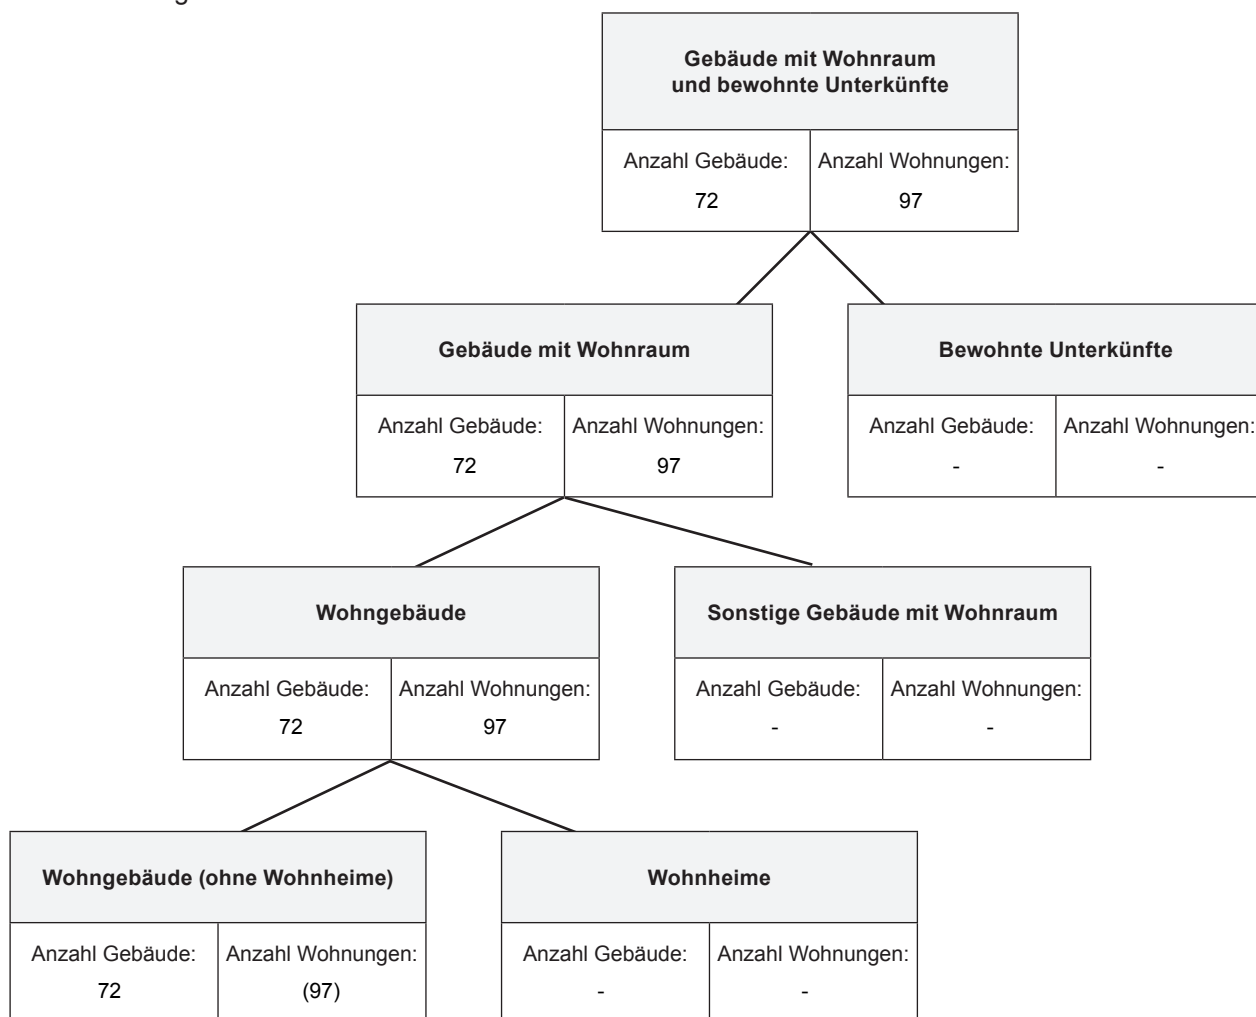 Gebäude mit Wohnraum
und bewohnte Unterkünfte
Anzahl Gebäude: Anzahl Wohnungen:
72 97
Gebäude mit Wohnraum
Anzahl Gebäude: Anzahl Wohnungen:
72 97
Bewohnte Unterkünfte
Anzahl Gebäude: Anzahl Wohnungen:
- -
Wohngebäude
Anzahl Gebäude: Anzahl Wohnungen:
72 97
Sonstige Gebäude mit Wohnraum
Anzahl Gebäude: Anzahl Wohnungen:
- -
Wohngebäude (ohne Wohnheime)
Anzahl Gebäude: Anzahl Wohnungen:
72 (97)
Wohnheime
Anzahl Gebäude: Anzahl Wohnungen:
- -